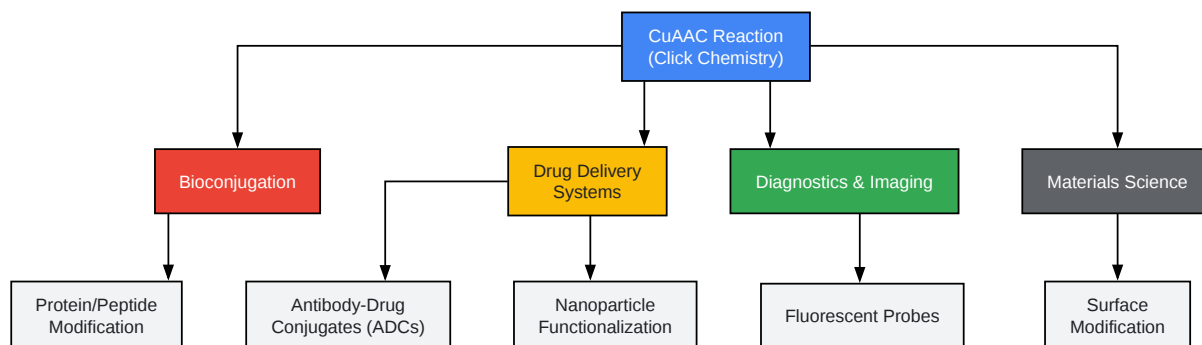 CuAAC Reaction
(Click Chemistry)
Bioconjugation
Drug Delivery
Systems
Diagnostics & Imaging
Materials Science
Protein/Peptide
Modification
Antibody-Drug
Conjugates (ADCs)
Nanoparticle
Functionalization
Fluorescent Probes
Surface
Modification